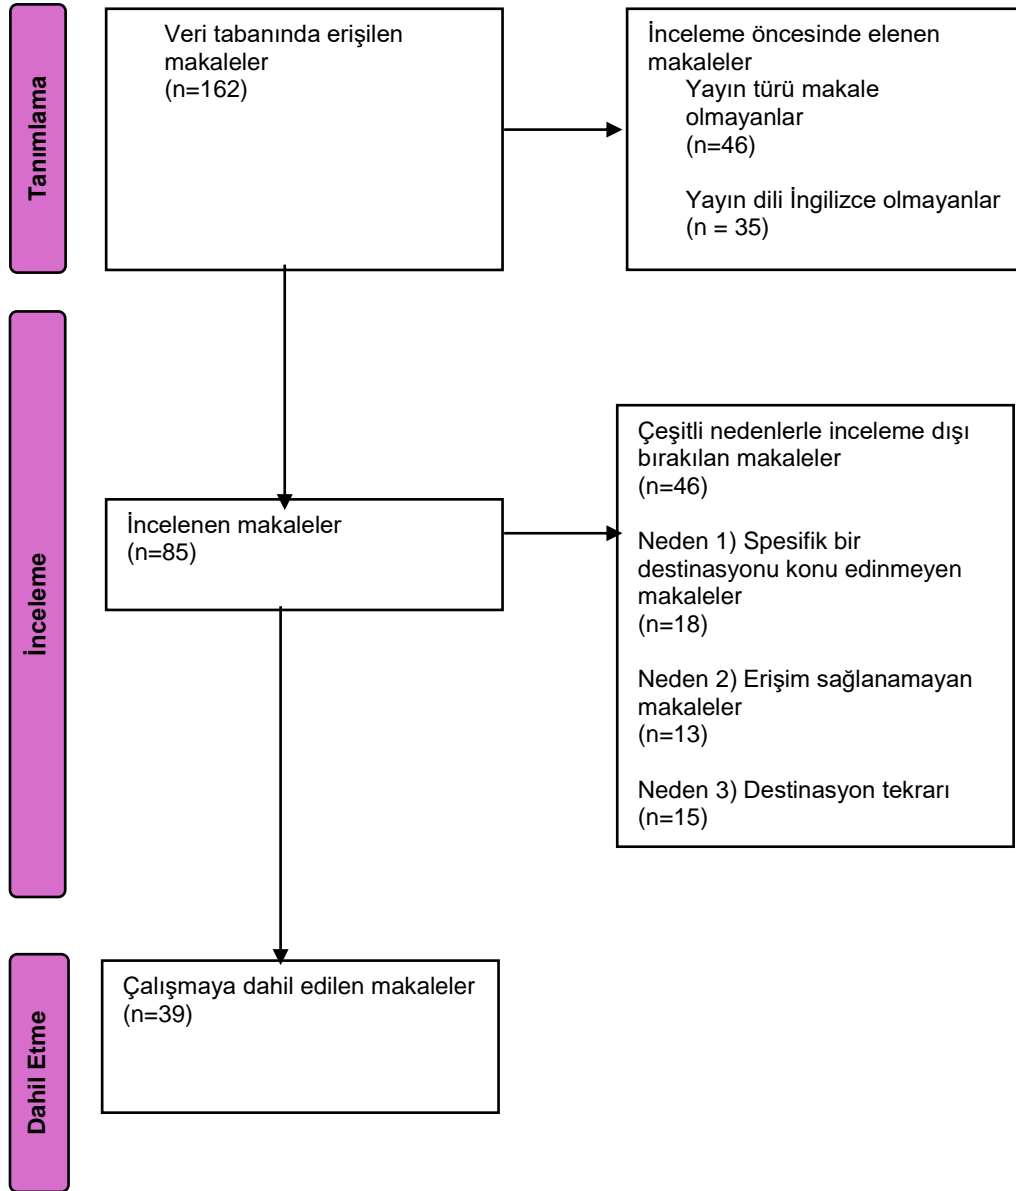 Tanımlama
Veri tabanında erişilen
makaleler
(n=162)
İnceleme öncesinde elenen
makaleler
Yayın türü makale
olmayanlar
(n=46)
Yayın dili İngilizce olmayanlar
(n = 35)
İnceleme
İncelenen makaleler
(n=85)
Çeşitli nedenlerle inceleme dışı
bırakılan makaleler
(n=46)
Neden 1) Spesifik bir
destinasyonu konu edinmeyen
makaleler
(n=18)
Neden 2) Erişim sağlanamayan
makaleler
(n=13)
Neden 3) Destinasyon tekrarı
(n=15)
Dahil Etme
Çalışmaya dahil edilen makaleler
(n=39)